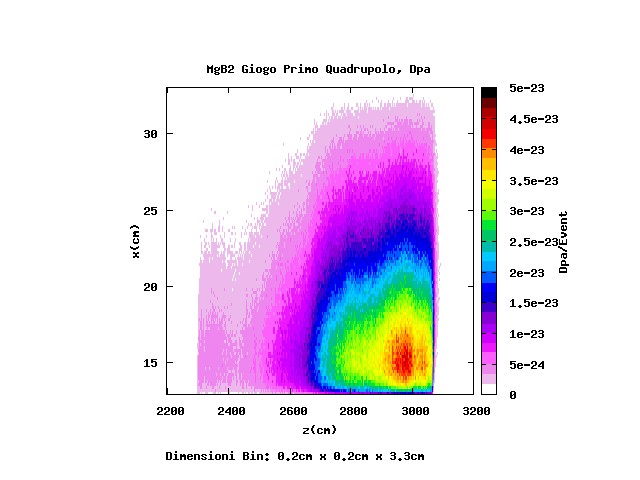 MgB2 Giogo Primo Quadrupolo, Dpa
5e-23
4.5e-23
4e-23
3.5e-23
3e-23
2.5e-23
2e-23
1.5e-23
1e-23
5e-24
0
Dpa/Event
30
25
20
15
x(cm)
2200 2400 2600 2800 3000 3200
z(cm)
Dimensioni Bin: 0.2cm x 0.2cm x 3.3cm